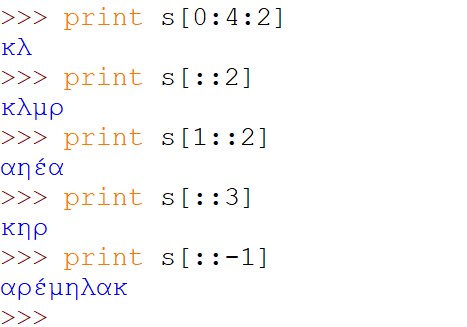 >>> print s[0:4:2]
κλ
>>> print s[::2]
κλμρ
>>> print s[1::2]
αηέα
>>> print s[::3]
κηρ
>>> print s[::-1]
αρέμηλακ
>>>